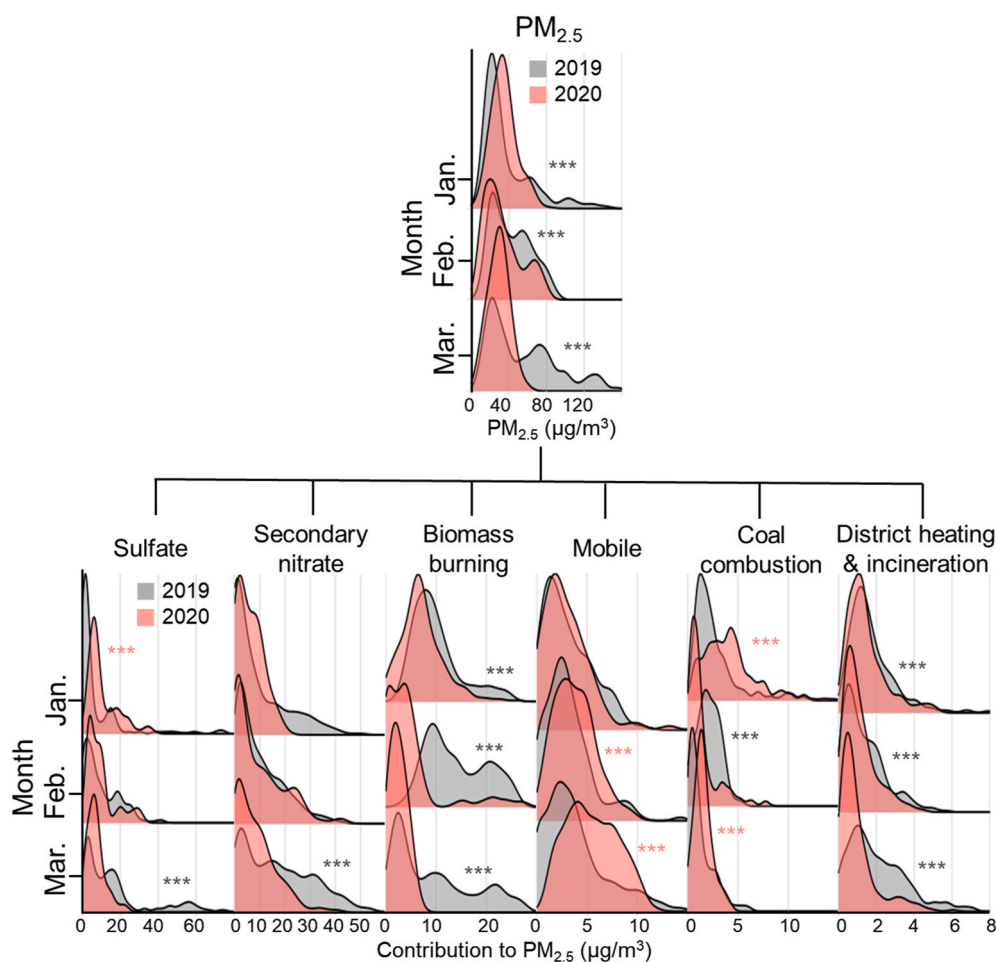 PM2.5
2019
2020
***
***
***
Month
Jan.
Feb.
Mar.
0 40 80 120
PM2.5 (µg/m³)
Sulfate
Secondary
nitrate
Biomass
burning
Mobile
Coal
combustion
District heating
& incineration
2019
2020
***
***
***
***
***
***
***
***
***
***
***
***
***
***
Month
Jan.
Feb.
Mar.
0 20 40 60
0 10 20 30 40 50
0 10 20
0 5 10
0 5 10
0 2 4 6 8
Contribution to PM2.5 (µg/m³)